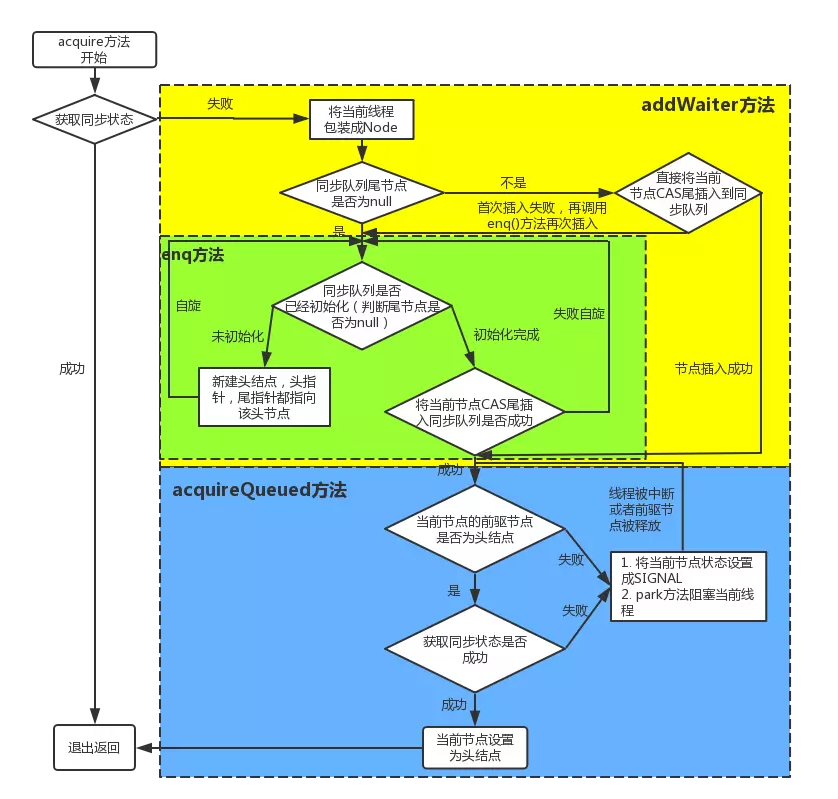 acquire方法
开始
获取同步状态
失败
将当前线程
包装成Node
addWaiter方法
同步队列尾节点
是否为null
不是
直接将当前
节点CAS尾插入到同
步队列
首次插入失败，再调用
enq()方法再次插入
是
enq方法
同步队列是否
已经初始化（判断尾节点是
否为null）
自旋
失败自旋
未初始化
初始化完成
成功
节点插入成功
新建头结点，头指
针，尾指针都指向
该头节点
将当前节点CAS尾插
入同步队列是否成功
成功
acquireQueued方法
当前节点的前驱节点
是否为头结点
线程被中断
或者前驱节
点被释放
失败
1. 将当前节点状态设置
成SIGNAL
2. park方法阻塞当前线
程
是
失败
获取同步状态是否
成功
成功
当前节点设置
为头结点
退出返回